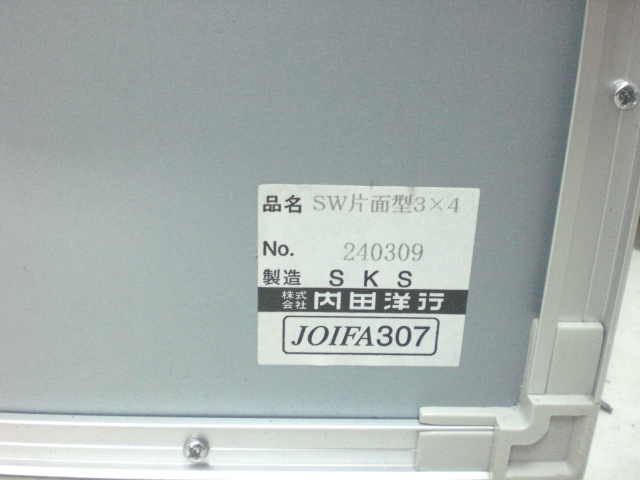 品名 SW片面型3×4
No. 240309
製造 SKS
株式会社 内田洋行
JOIFA307